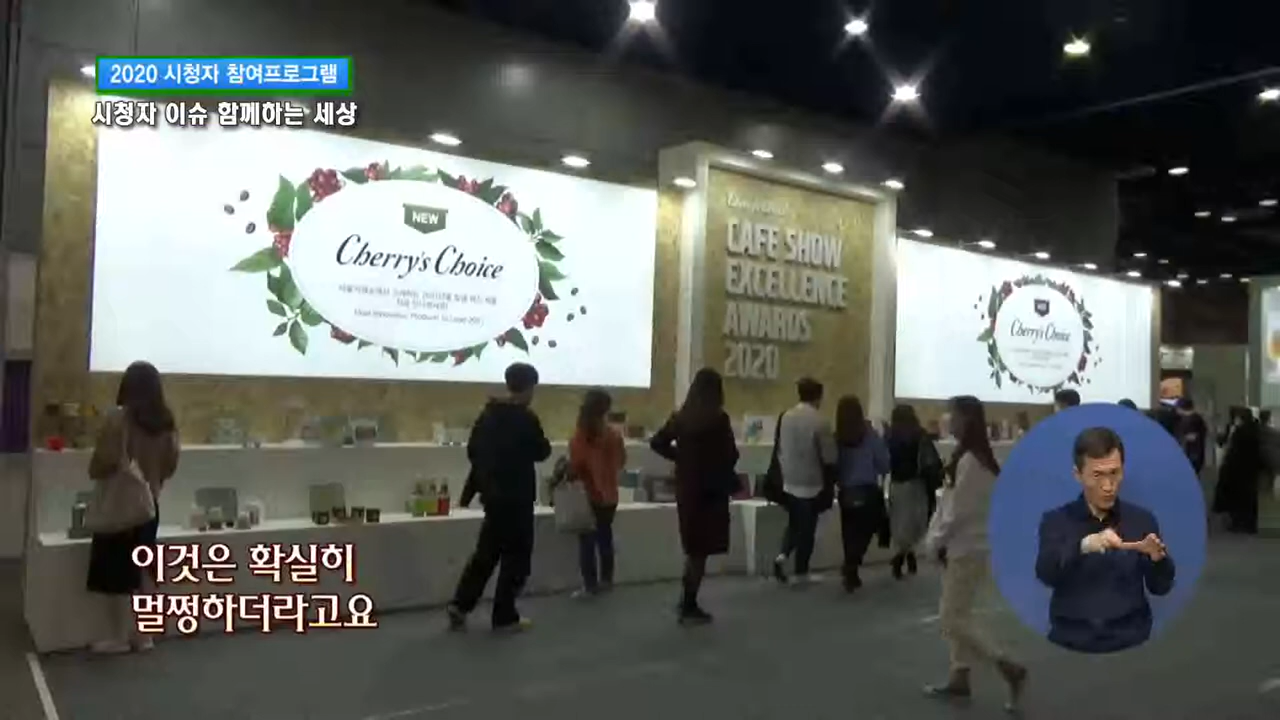 2020 시청자 참여프로그램
시청자 이슈 함께하는 세상
NEW
Cherry's Choice
CAFE SHOW
EXCELLENCE
AWARDS
2020
Cherry's Choice
이것은 확실히
멀쩡하더라고요